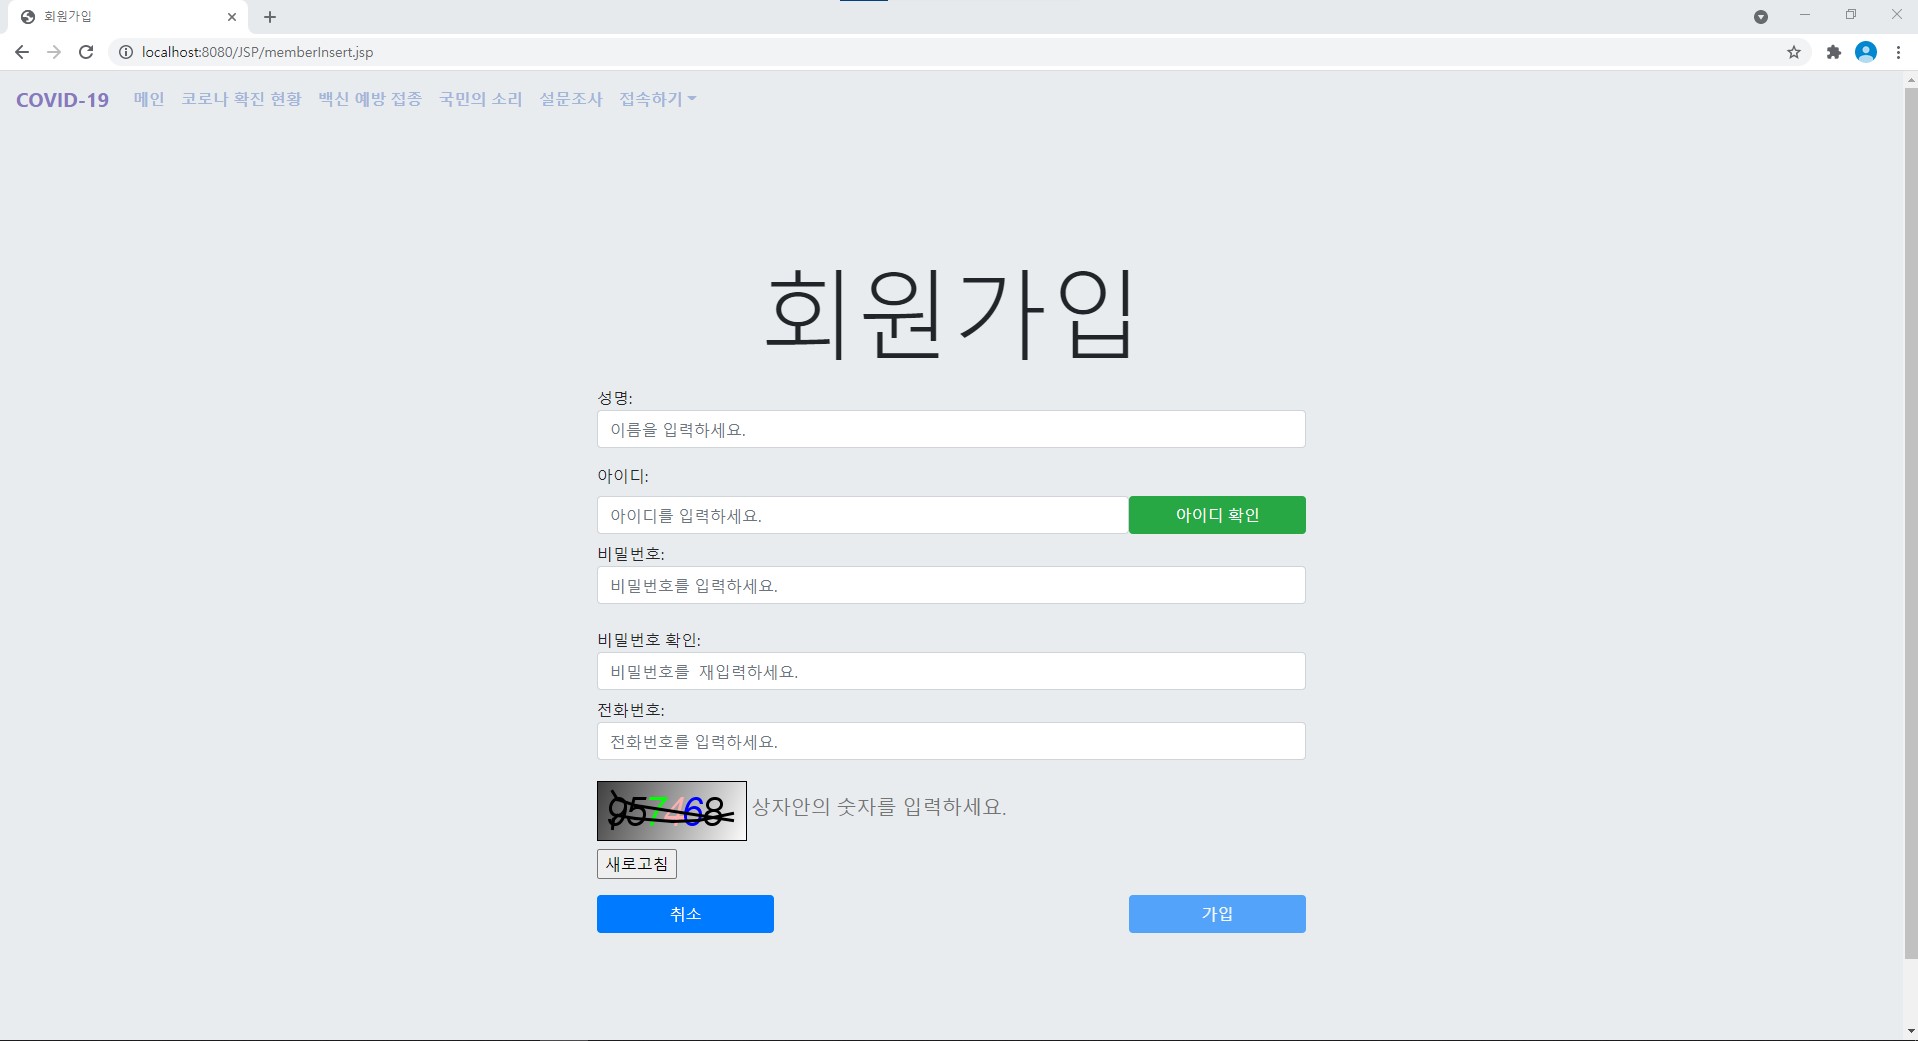 회원가입
localhost:8080/JSP/memberInsert.jsp
COVID-19 메인 코로나 확진 현황 백신 예방 접종 국민의 소리 설문조사 접속하기
회원가입
성명:
이름을 입력하세요.
아이디:
아이디를 입력하세요. 아이디 확인
비밀번호:
비밀번호를 입력하세요.
비밀번호 확인:
비밀번호를 재입력하세요.
전화번호:
전화번호를 입력하세요.
957468 상자안의 숫자를 입력하세요.
새로고침
취소 가입